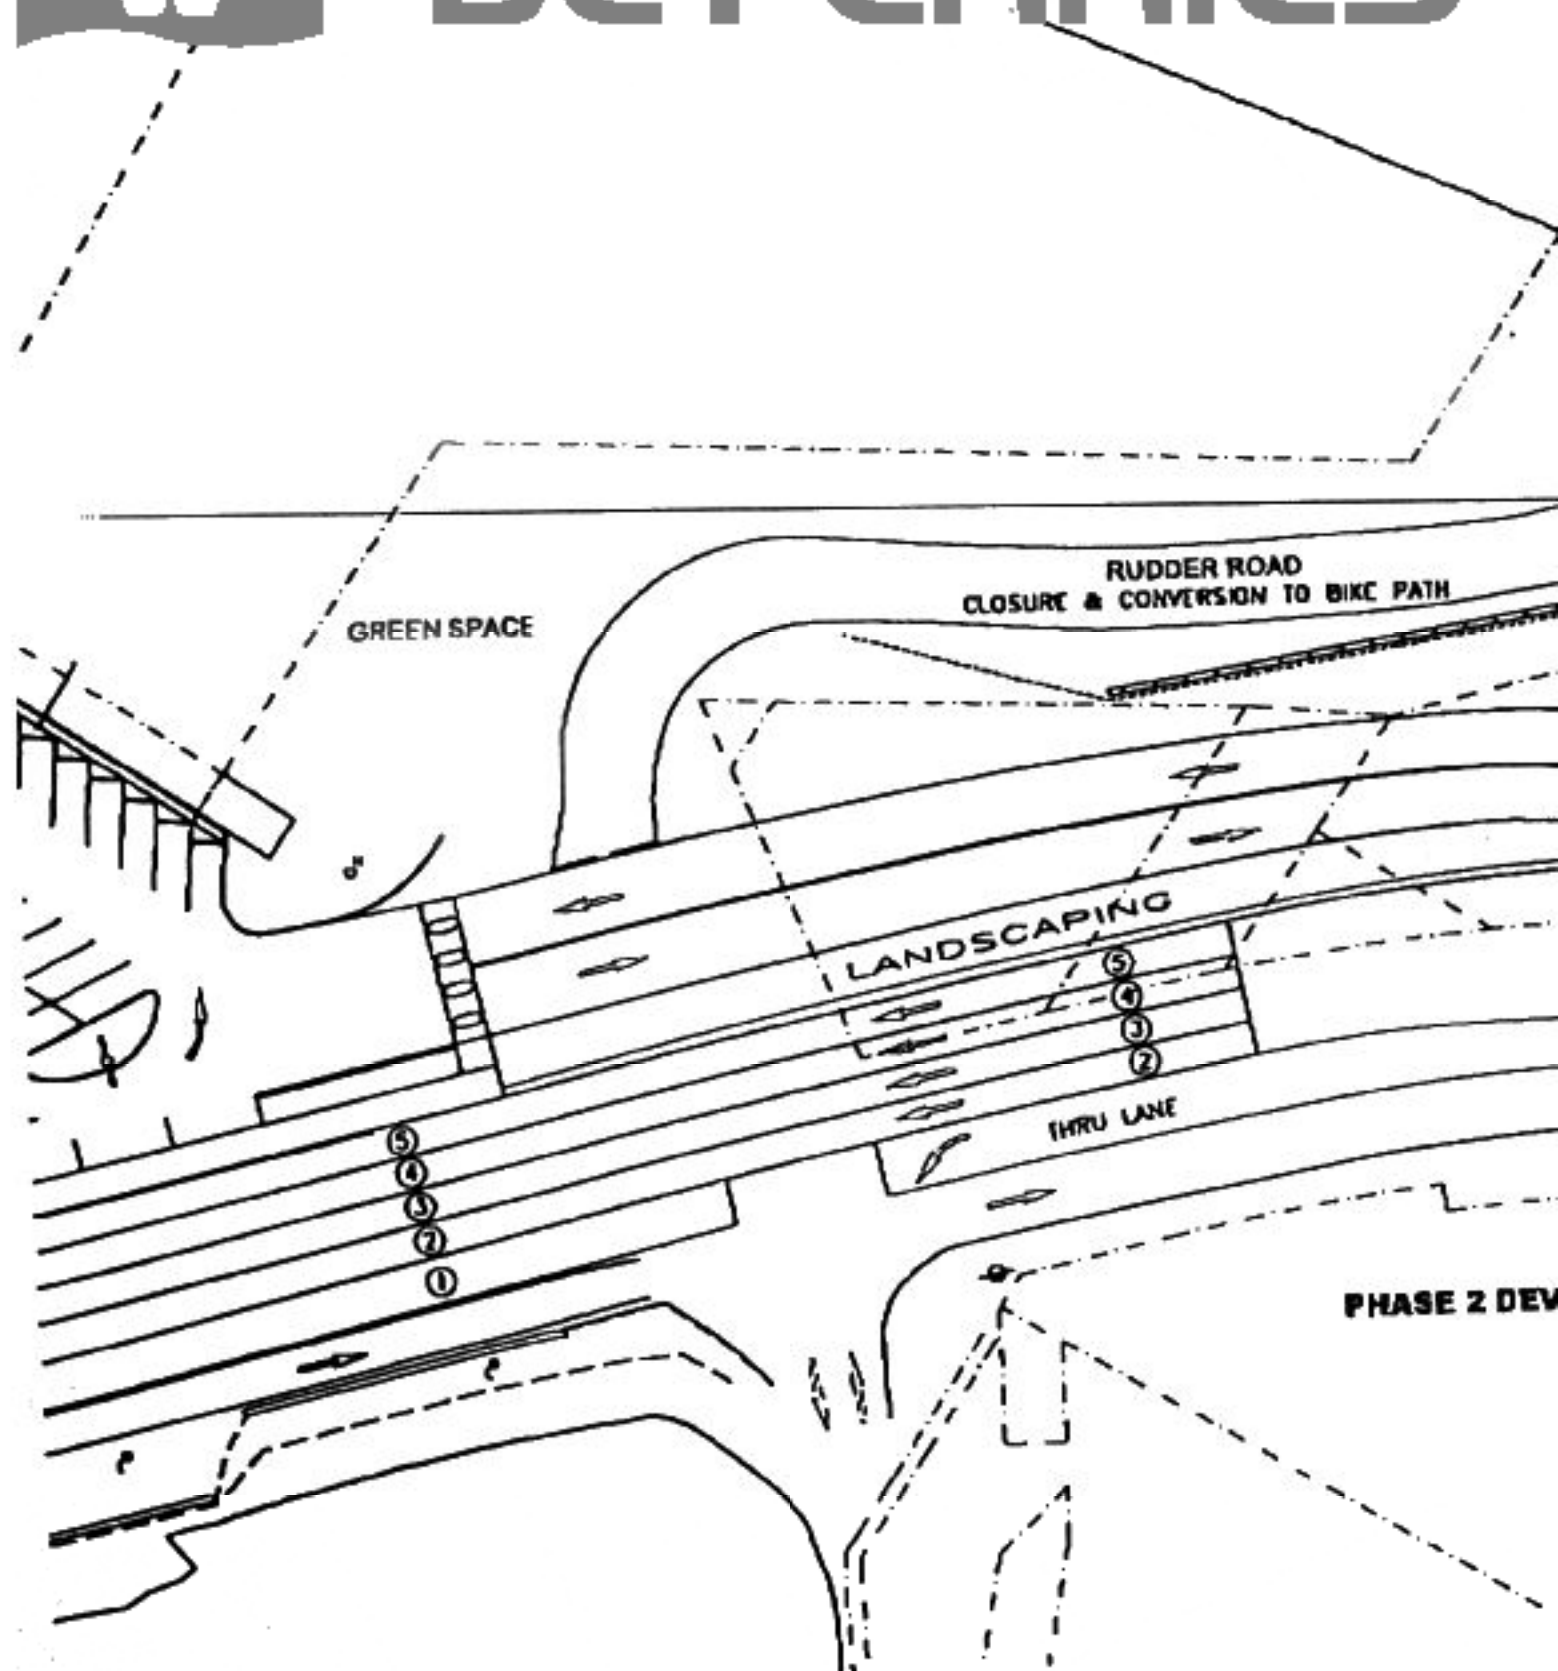 RUDDER ROAD
CLOSURE & CONVERSION TO BIKE PATH
GREEN SPACE
LANDSCAPING
5
4
3
2
THRU LANE
5
4
3
2
1
PHASE 2 DEV